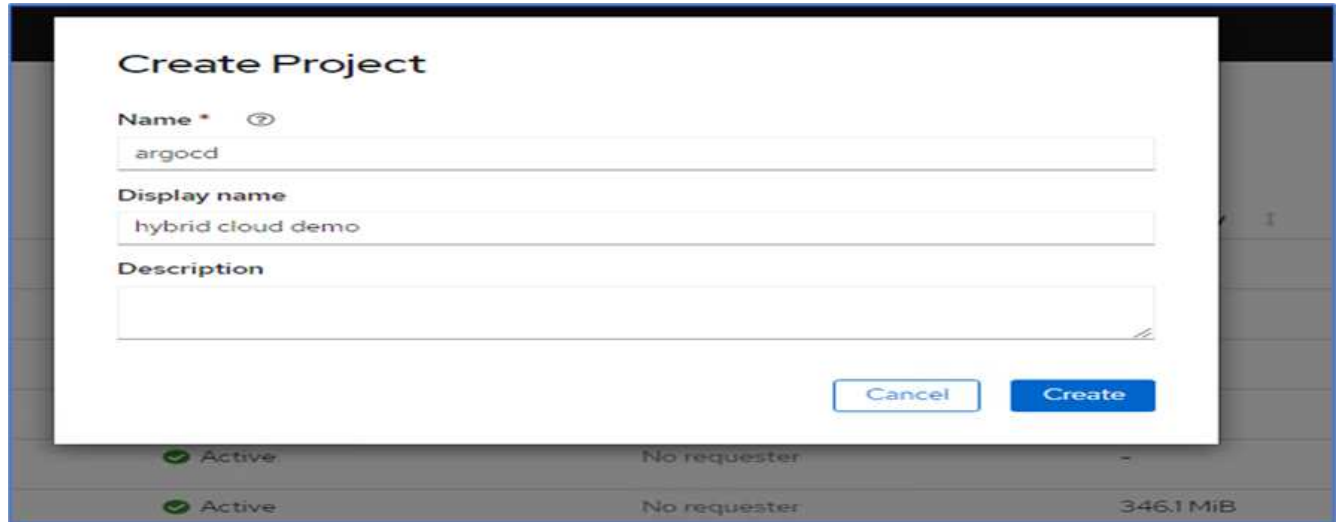 Create Project
Name *
argocd
Display name
hybrid cloud demo
Description
Cancel Create
Active No requester -
Active No requester 346.1 MiB